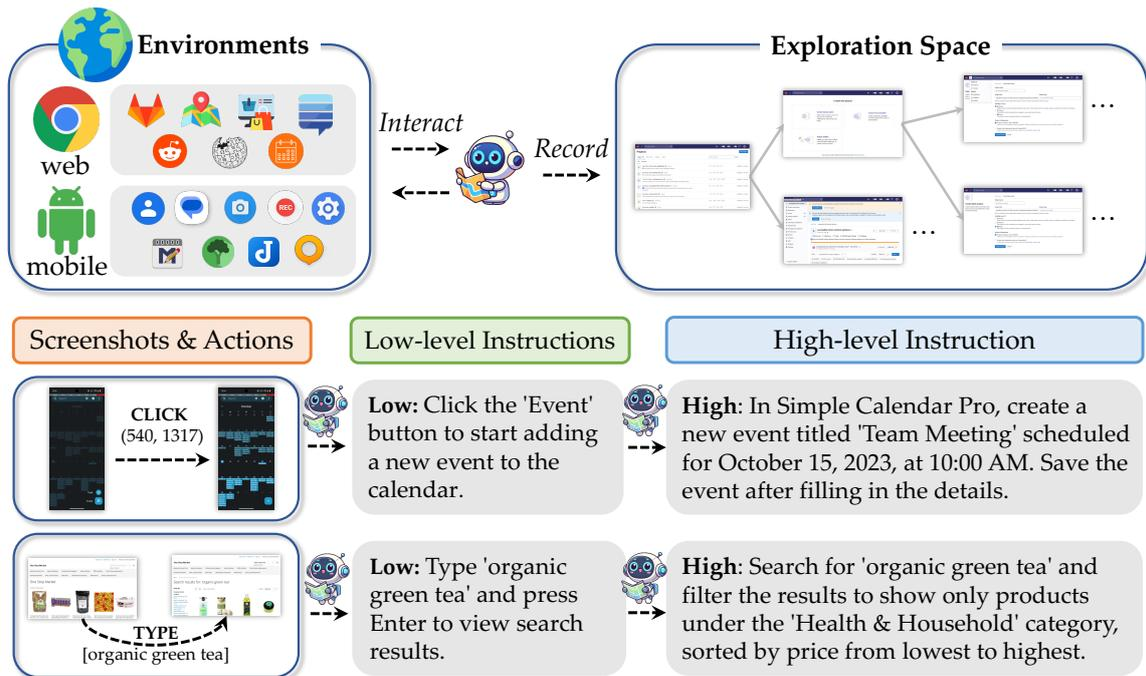 Environments
web
mobile
REC
Interact
Record
Exploration Space
...
...
...
Screenshots & Actions
Low-level Instructions
High-level Instruction
CLICK
(540, 1317)
Low: Click the 'Event'
button to start adding
a new event to the
calendar.
High: In Simple Calendar Pro, create a
new event titled 'Team Meeting' scheduled
for October 15, 2023, at 10:00 AM. Save the
event after filling in the details.
TYPE
[organic green tea]
Low: Type 'organic
green tea' and press
Enter to view search
results.
High: Search for 'organic green tea' and
filter the results to show only products
under the 'Health & Household' category,
sorted by price from lowest to highest.